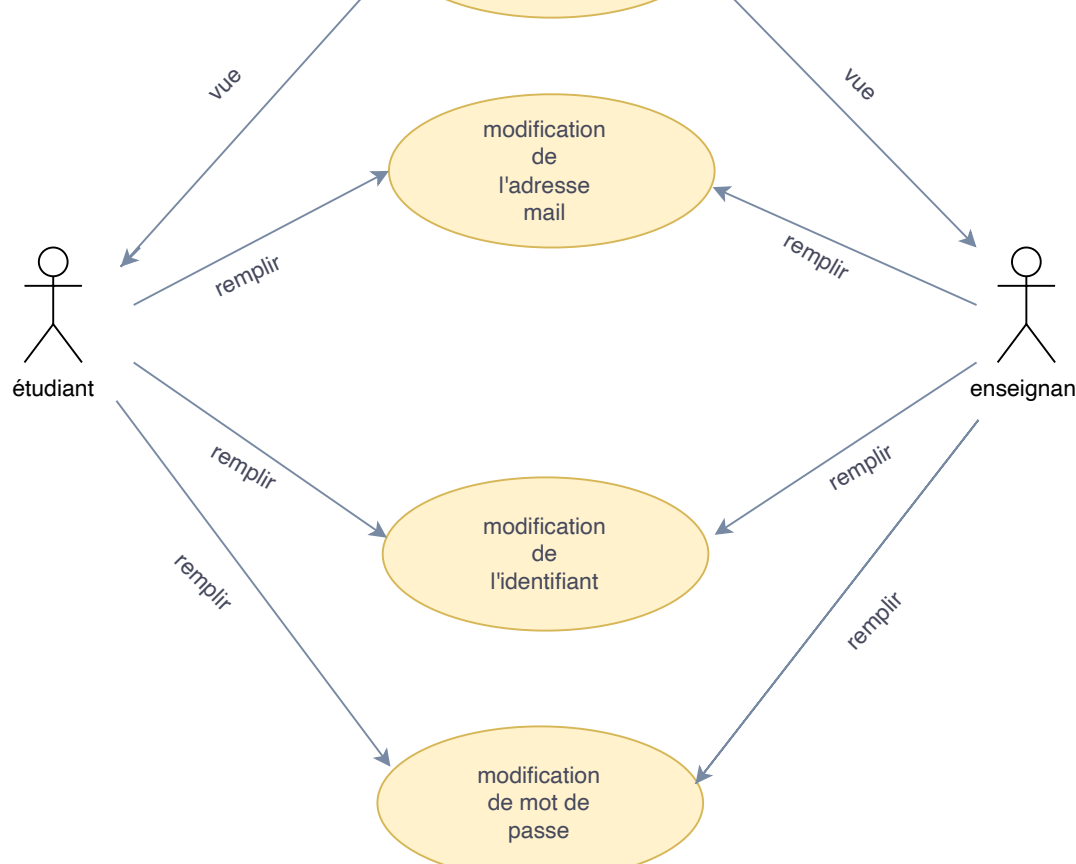 vue
vue
modification
de
l'adresse
mail
remplir
remplir
étudiant
enseignan
remplir
remplir
modification
de
l'identifiant
remplir
remplir
modification
de mot de
passe